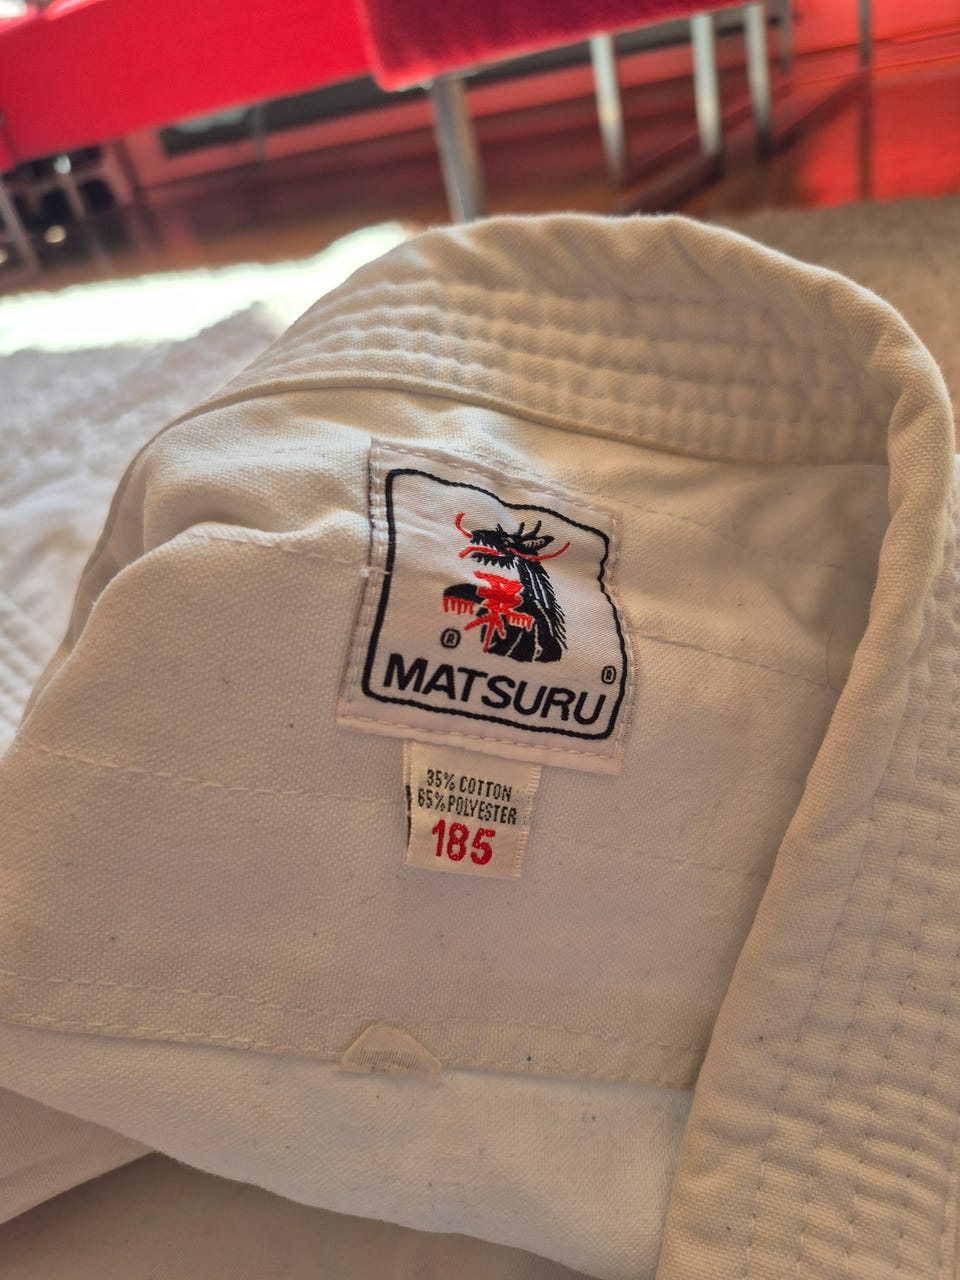 ® ®
MATSURU
35% COTTON
65% POLYESTER
185